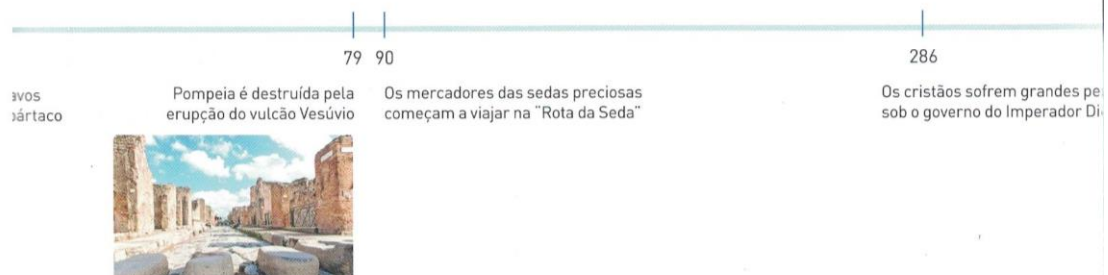 79 90
286
Pompeia é destruída pela
erupção do vulcão Vesúvio
Os mercadores das sedas preciosas
começam a viajar na "Rota da Seda"
Os cristãos sofrem grandes
sob o governo do Imperador